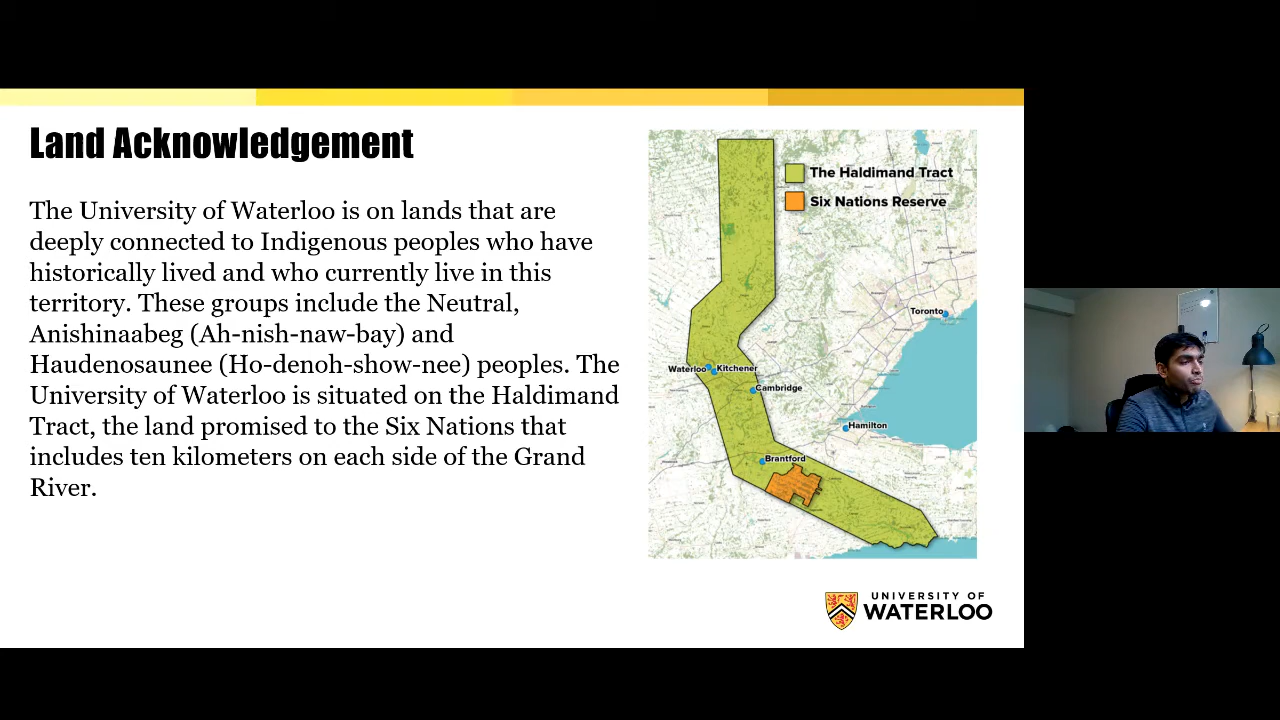 Land Acknowledgement
The University of Waterloo is on lands that are
deeply connected to Indigenous peoples who have
historically lived and who currently live in this
territory. These groups include the Neutral,
Anishinaabeg (Ah-nish-naw-bay) and
Haudenosaunee (Ho-denoh-show-nee) peoples. The
University of Waterloo is situated on the Haldimand
Tract, the land promised to the Six Nations that
includes ten kilometers on each side of the Grand
River.
The Haldimand Tract
Six Nations Reserve
Toronto
Waterloo
Kitchener
Cambridge
Hamilton
Brantford
UNIVERSITY OF
WATERLOO